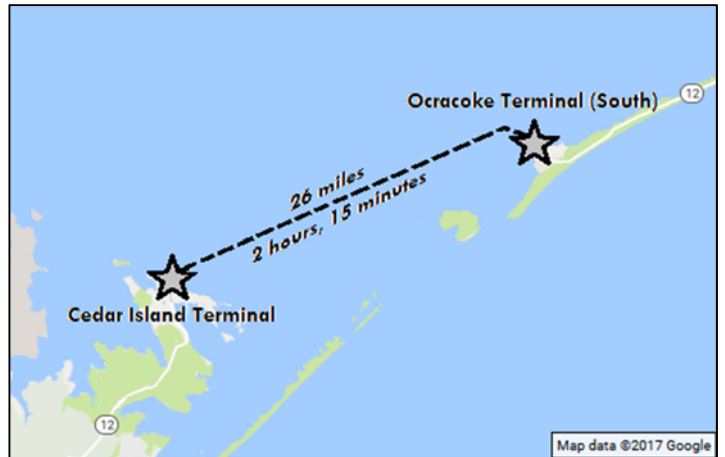 Ocracoke Terminal (South)
12
26 miles
2 hours, 15 minutes
Cedar Island Terminal
12
Map data ©2017 Google